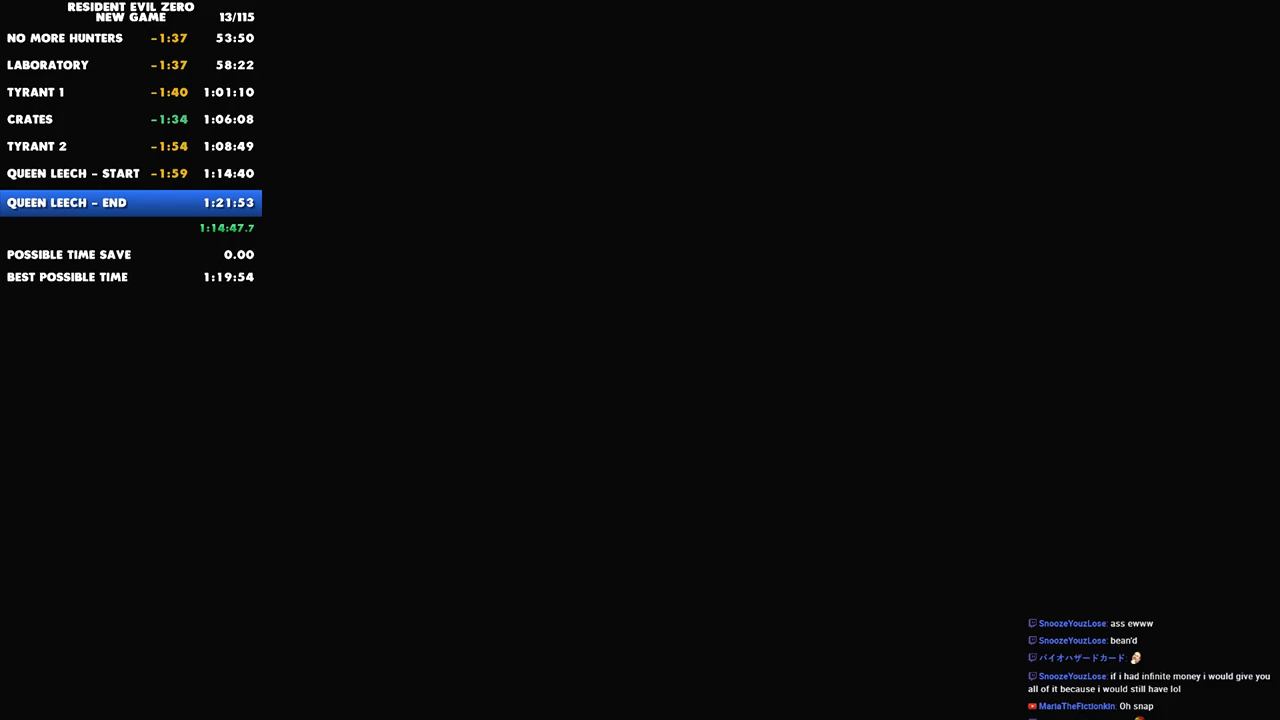 RESIDENT EVIL ZERO
NEW GAME 13/115
NO MORE HUNTERS -1:37 53:50
LABORATORY -1:37 58:22
TYRANT 1 -1:40 1:01:10
CRATES -1:34 1:06:08
TYRANT 2 -1:54 1:08:49
QUEEN LEECH - START -1:59 1:14:40
QUEEN LEECH - END 1:21:53
1:14:47.7
POSSIBLE TIME SAVE 0.00
BEST POSSIBLE TIME 1:19:54
SnoozeYouzLose: ass ewww
SnoozeYouzLose: bean'd
バイオハザードカード:
SnoozeYouzLose: if i had infinite money i would give you
all of it because i would still have lol
MariaTheFictionkin: Oh snap